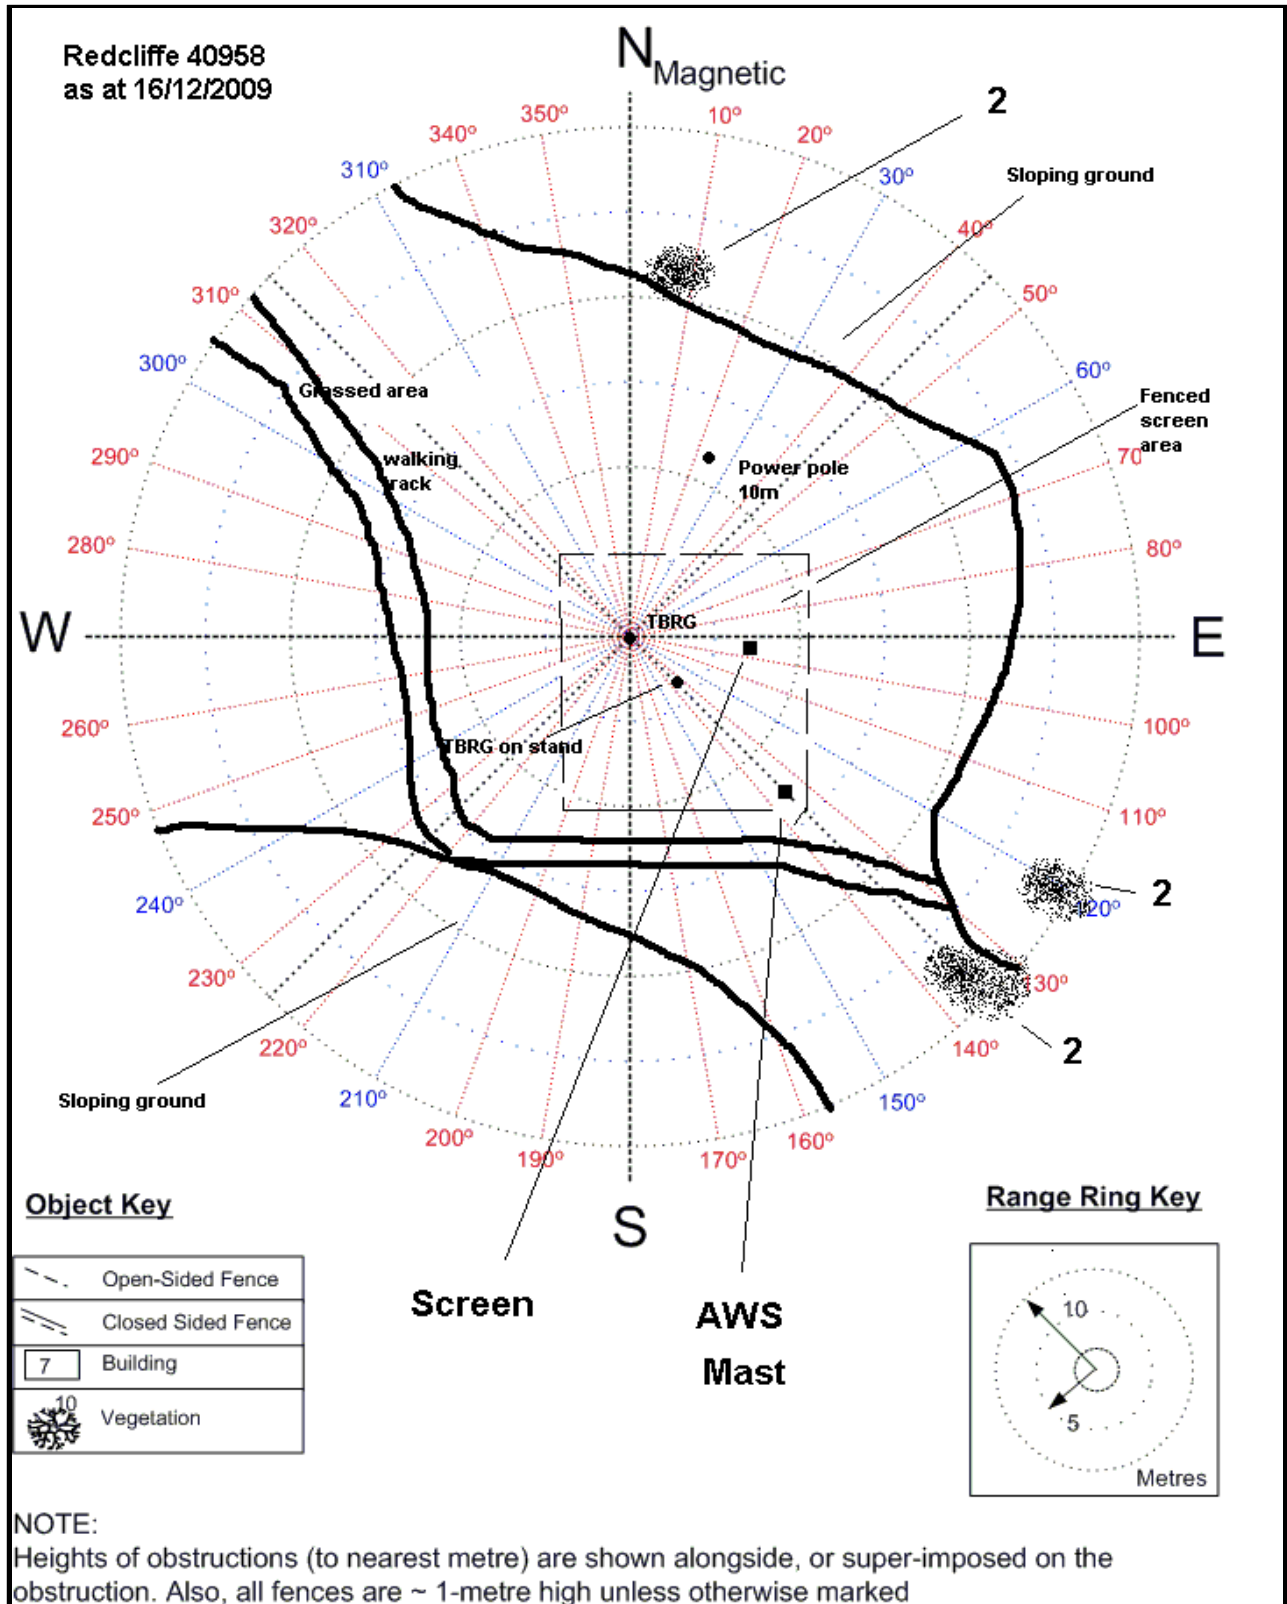 Redcliffe 40958
as at 16/12/2009
N Magnetic
2
Sloping ground
350º
10º
340º
20º
310º
30º
320º
40º
310º
50º
300º
60º
Grassed area
Fenced
screen
area
290º
walking
rack
Power pole
10m
70
280º
80º
W
TBRG
E
260º
100º
TBRG on stand
250º
110º
240º
120º
2
230º
130º
220º
140º
2
Sloping ground
210º
150º
200º
160º
190º
170º
S
Object Key
Open-Sided Fence
Closed Sided Fence
7
Building
10
Vegetation
Screen
AWS
Mast
Range Ring Key
10
5
Metres
NOTE:
Heights of obstructions (to nearest metre) are shown alongside, or super-imposed on the
obstruction. Also, all fences are ~ 1-metre high unless otherwise marked